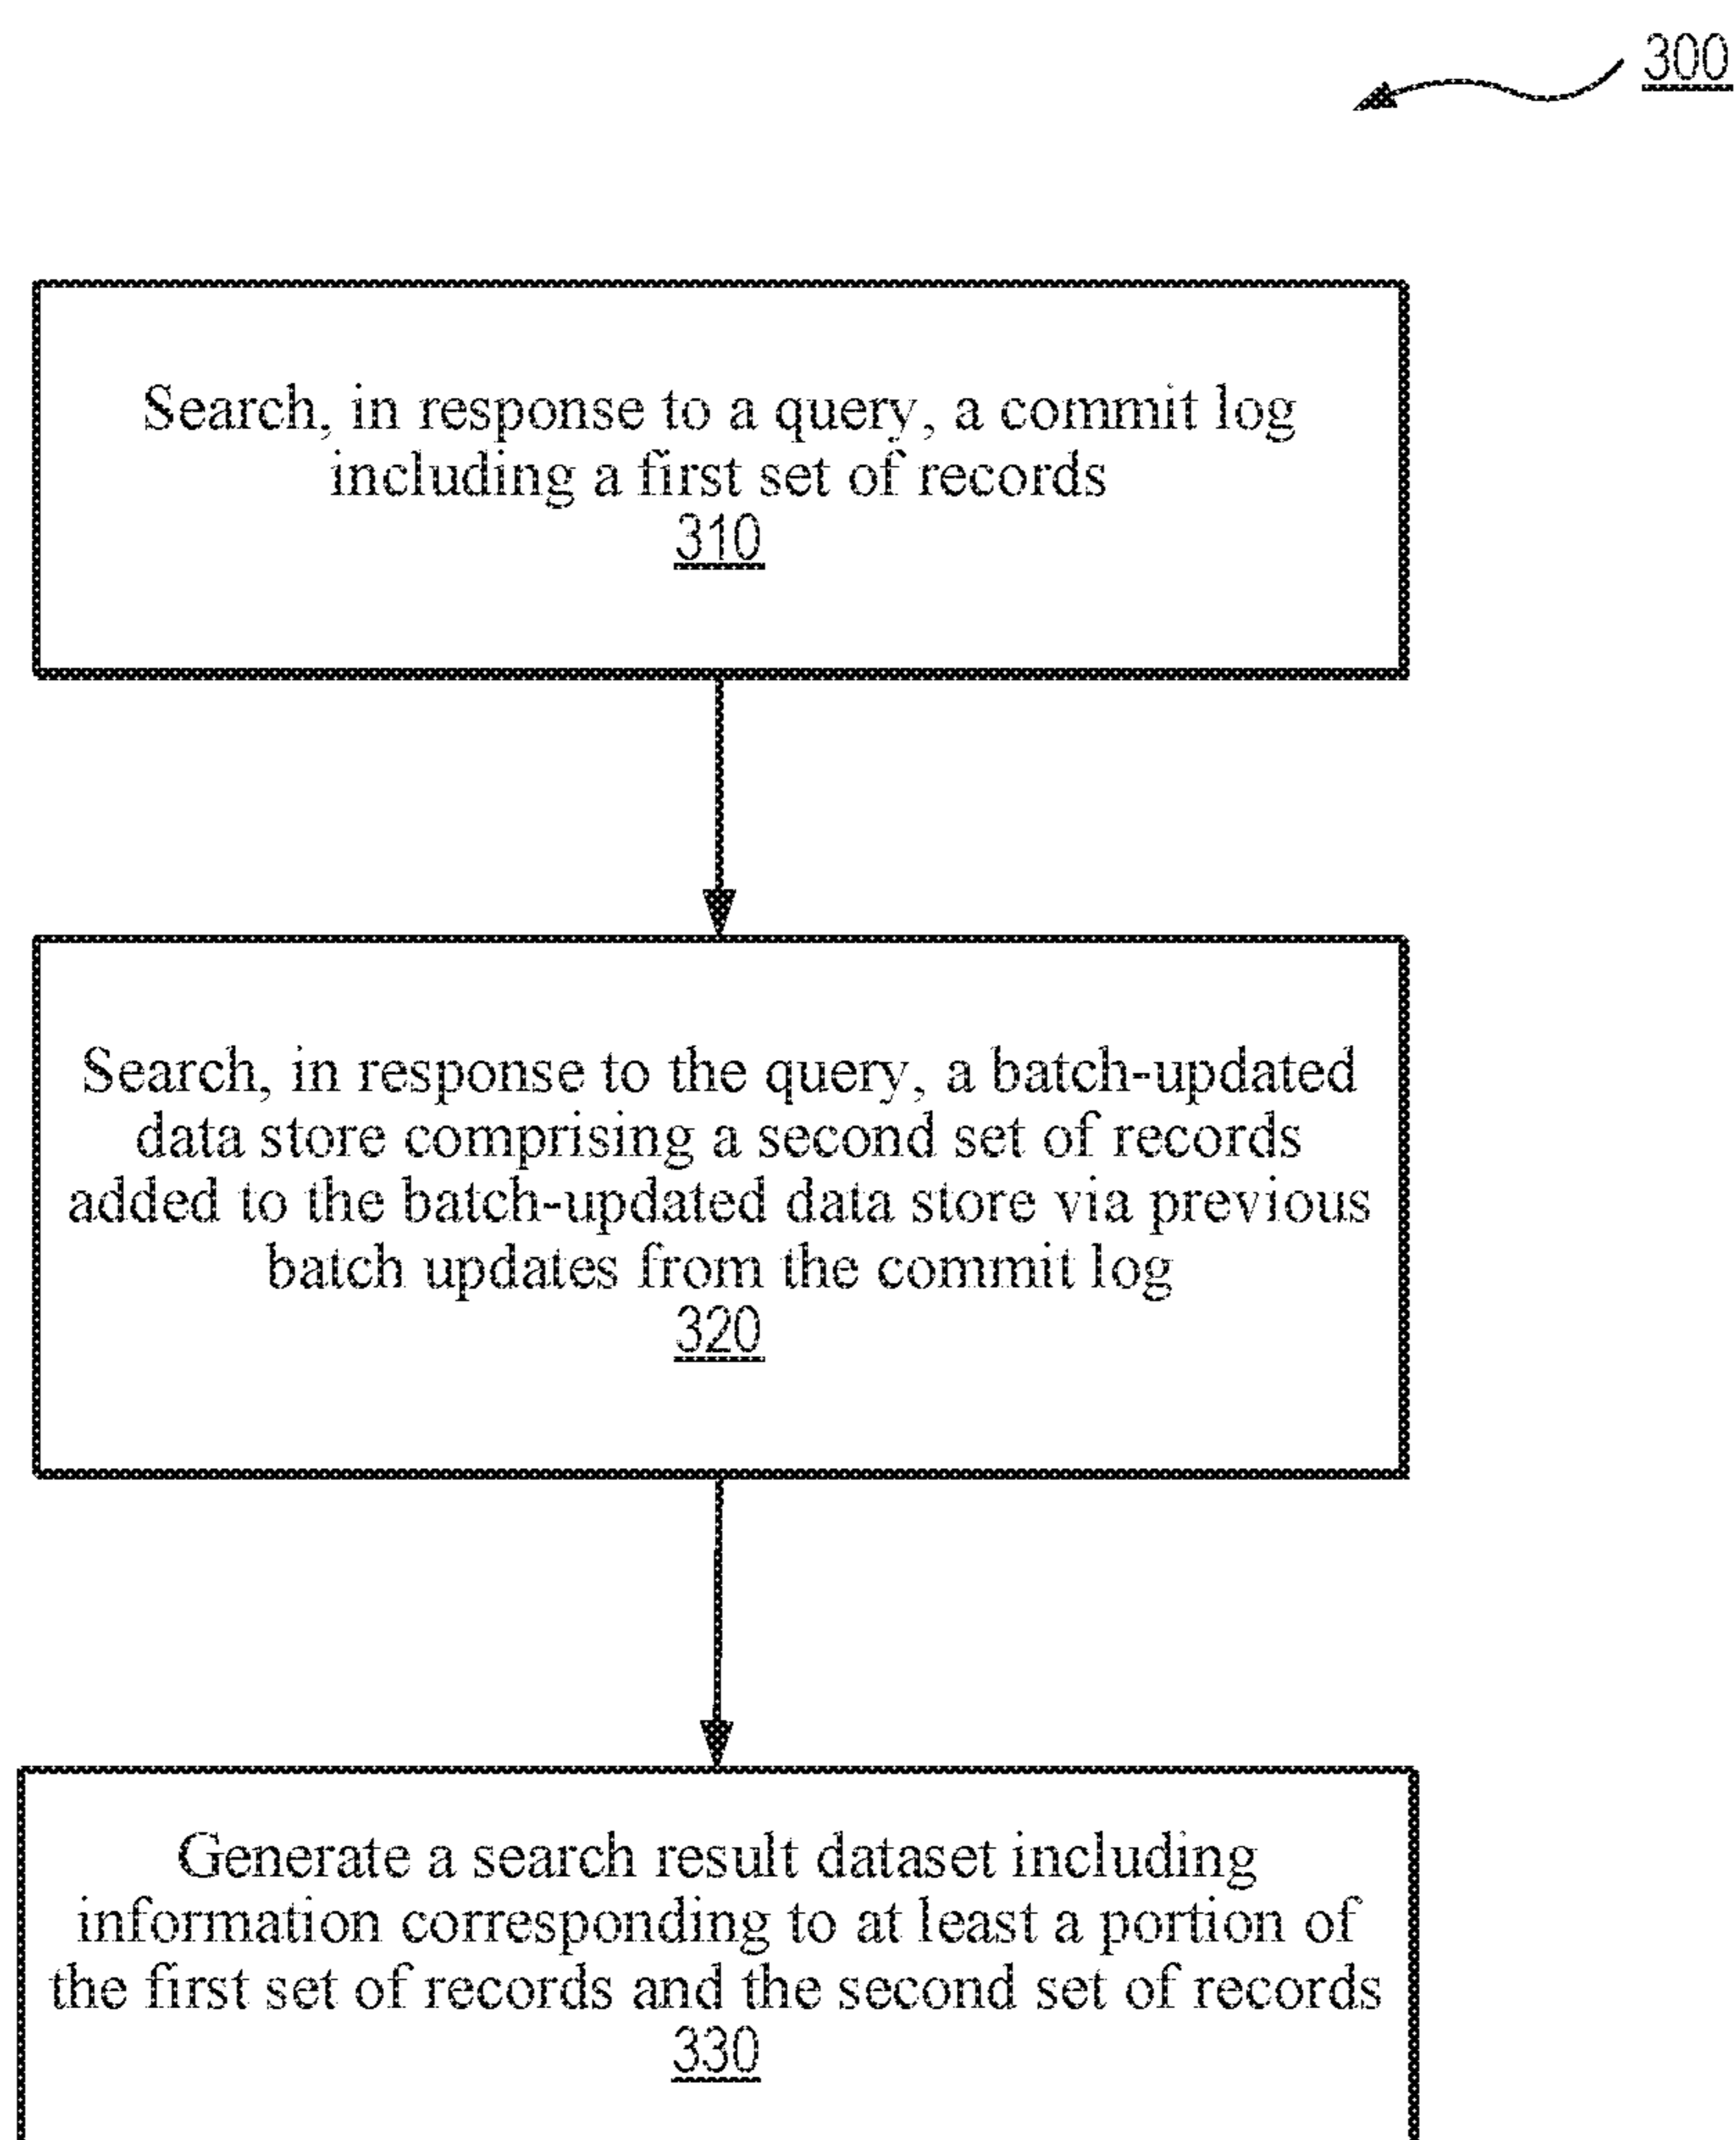 300
Search, in response to a query, a commit log
including a first set of records
310
Search, in response to the query, a batch-updated
data store comprising a second set of records
added to the batch-updated data store via previous
batch updates from the commit log
320
Generate a search result dataset including
information corresponding to at least a portion of
the first set of records and the second set of records
330